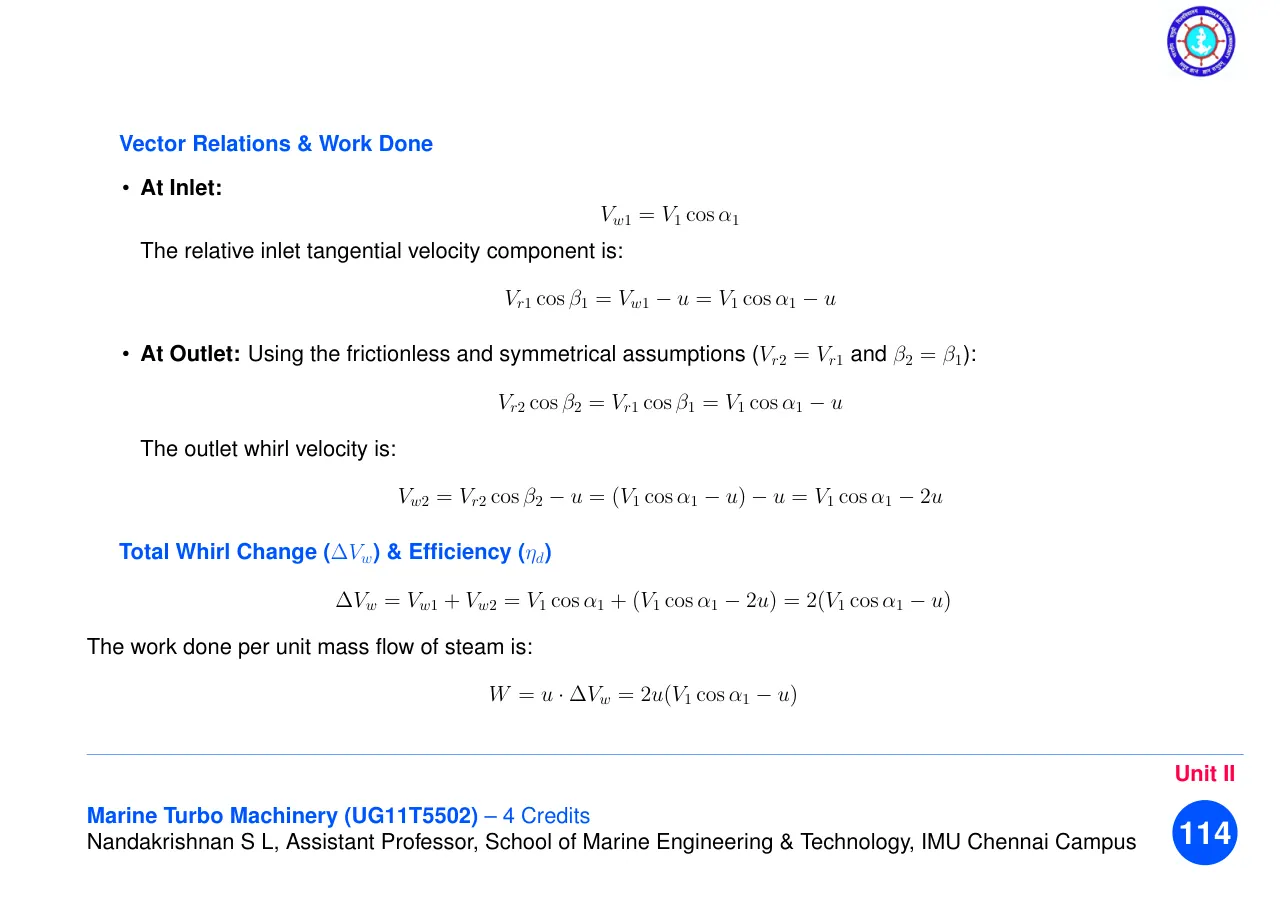 Vector Relations & Work Done
• At Inlet:
V_{w1} = V_1 cos α_1
The relative inlet tangential velocity component is:
V_{r1} cos β_1 = V_{w1} − u = V_1 cos α_1 − u
• At Outlet: Using the frictionless and symmetrical assumptions (V_{r2} = V_{r1} and β_2 = β_1):
V_{r2} cos β_2 = V_{r1} cos β_1 = V_1 cos α_1 − u
The outlet whirl velocity is:
V_{w2} = V_{r2} cos β_2 − u = (V_1 cos α_1 − u) − u = V_1 cos α_1 − 2u
Total Whirl Change (ΔV_w) & Efficiency (η_d)
ΔV_w = V_{w1} + V_{w2} = V_1 cos α_1 + (V_1 cos α_1 − 2u) = 2(V_1 cos α_1 − u)
The work done per unit mass flow of steam is:
W = u · ΔV_w = 2u(V_1 cos α_1 − u)
Unit II
Marine Turbo Machinery (UG11T5502) – 4 Credits
Nandakrishnan S L, Assistant Professor, School of Marine Engineering & Technology, IMU Chennai Campus
114